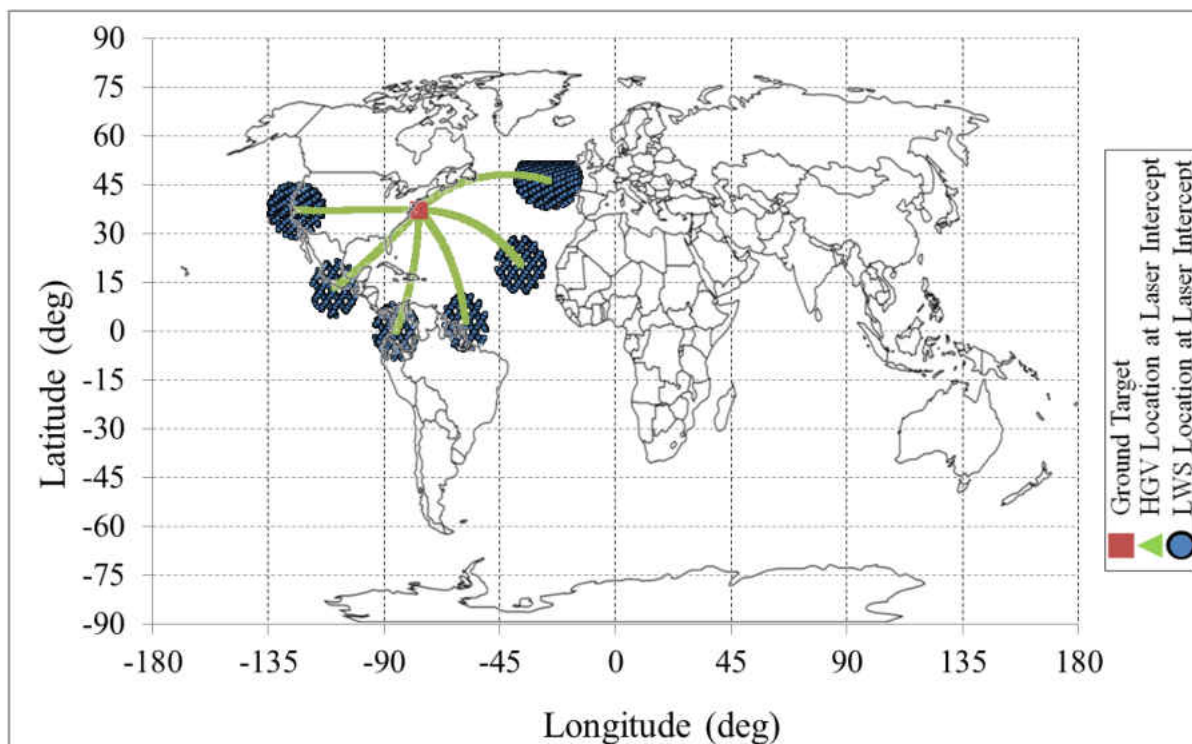 90
75
60
45
30
15
0
-15
-30
-45
-60
-75
-90
Latitude (deg)
-180 -135 -90 -45 0 45 90 135 180
Longitude (deg)
Ground Target
HGV Location at Laser Intercept
LWS Location at Laser Intercept